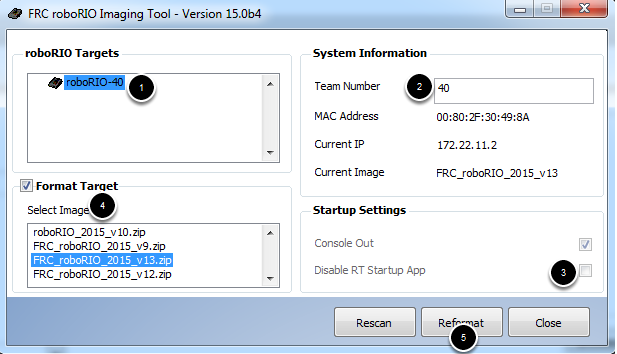 FRC roboRIO Imaging Tool - Version 15.0b4
roboRIO Targets
roboRIO-40
1
Format Target
Select Image
4
roboRIO_2015_v10.zip
FRC_roboRIO_2015_v9.zip
FRC_roboRIO_2015_v13.zip
FRC_roboRIO_2015_v12.zip
System Information
Team Number 2 40
MAC Address 00:80:2F:30:49:8A
Current IP 172.22.11.2
Current Image FRC_roboRIO_2015_v13
Startup Settings
Console Out
Disable RT Startup App 3
Rescan Reformat Close
5